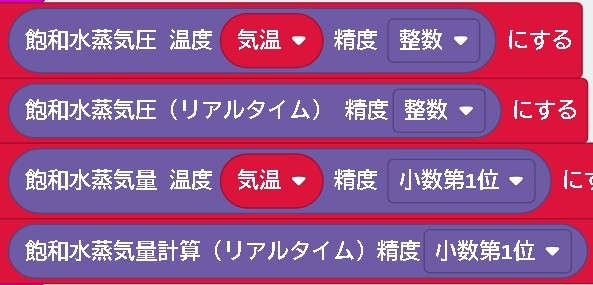 飽和水蒸気圧 温度 気温 精度 整数 にする
飽和水蒸気圧（リアルタイム） 精度 整数 にする
飽和水蒸気量 温度 気温 精度 小数第1位 にす
飽和水蒸気量計算（リアルタイム）精度 小数第1位